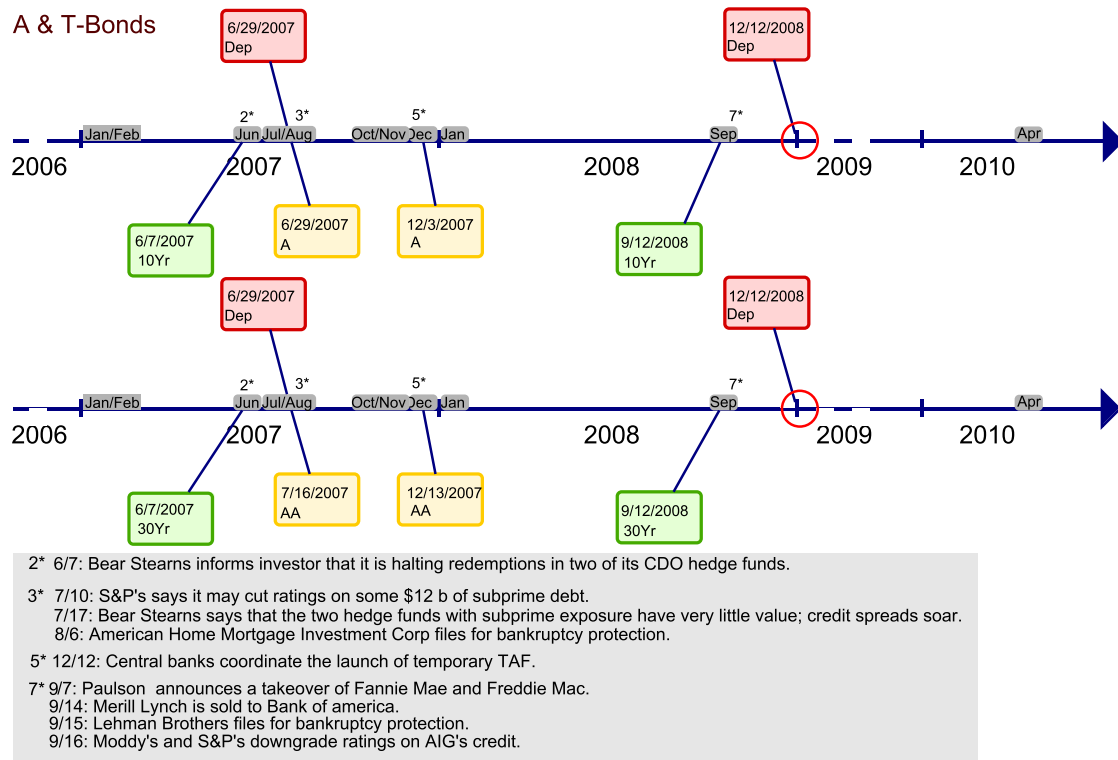 A & T-Bonds
6/29/2007
Dep
12/12/2008
Dep
2*
3*
5*
7*
Jan/Feb
Jun
Jul/Aug
Oct/Nov
Dec
Jan
Sep
Apr
2006
2007
2008
2009
2010
6/7/2007
10Yr
6/29/2007
A
12/3/2007
A
9/12/2008
10Yr
6/29/2007
Dep
12/12/2008
Dep
2*
3*
5*
7*
Jan/Feb
Jun
Jul/Aug
Oct/Nov
Dec
Jan
Sep
Apr
2006
2007
2008
2009
2010
6/7/2007
30Yr
7/16/2007
AA
12/13/2007
AA
9/12/2008
30Yr
2* 6/7: Bear Stearns informs investor that it is halting redemptions in two of its CDO hedge funds.
3* 7/10: S&P's says it may cut ratings on some $12 b of subprime debt.
7/17: Bear Stearns says that the two hedge funds with subprime exposure have very little value; credit spreads soar.
8/6: American Home Mortgage Investment Corp files for bankruptcy protection.
5* 12/12: Central banks coordinate the launch of temporary TAF.
7* 9/7: Paulson announces a takeover of Fannie Mae and Freddie Mac.
9/14: Merill Lynch is sold to Bank of america.
9/15: Lehman Brothers files for bankruptcy protection.
9/16: Moddy's and S&P's downgrade ratings on AIG's credit.